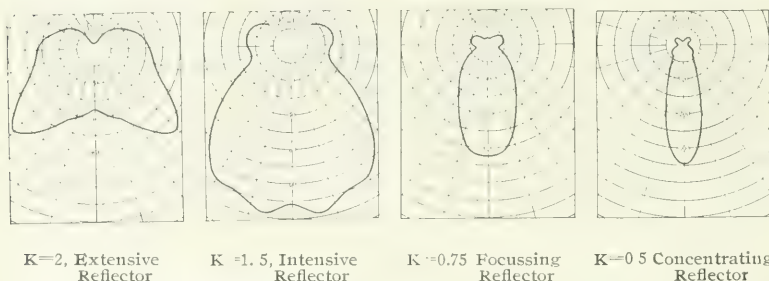 K=2, Extensive
Reflector
K=1.5, Intensive
Reflector
K=0.75 Focussing
Reflector
K=0 5 Concentrating
Reflector